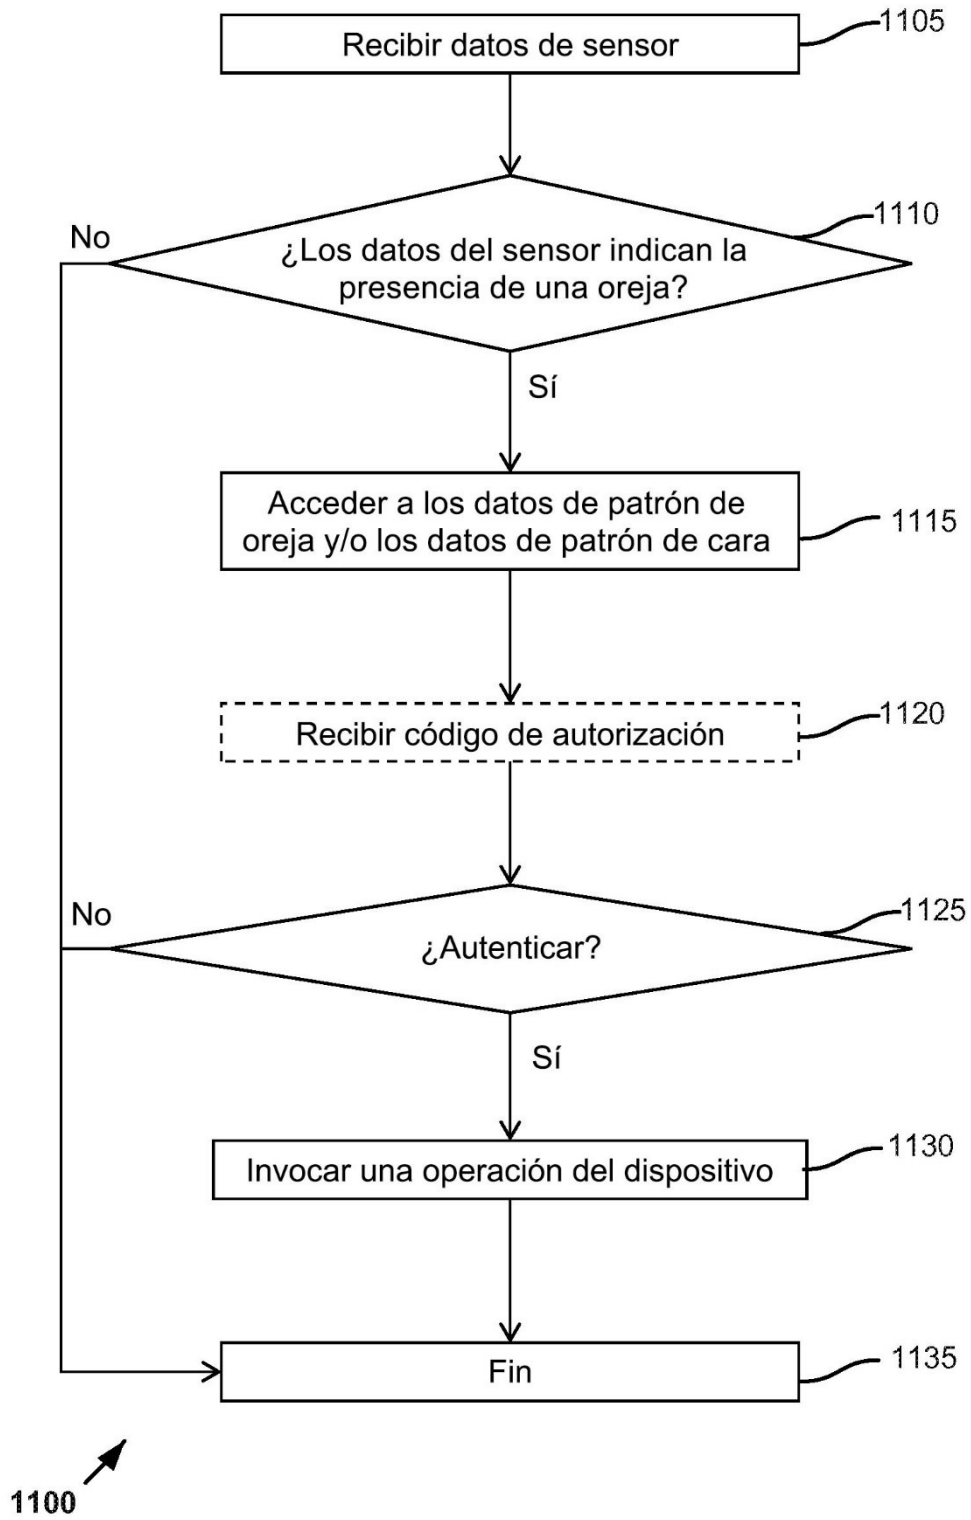 Recibir datos de sensor
1105
1110
No
¿Los datos del sensor indican la
presencia de una oreja?
Sí
Acceder a los datos de patrón de
oreja y/o los datos de patrón de cara
1115
Recibir código de autorización
1120
No
1125
¿Autenticar?
Sí
Invocar una operación del dispositivo
1130
Fin
1135
1100